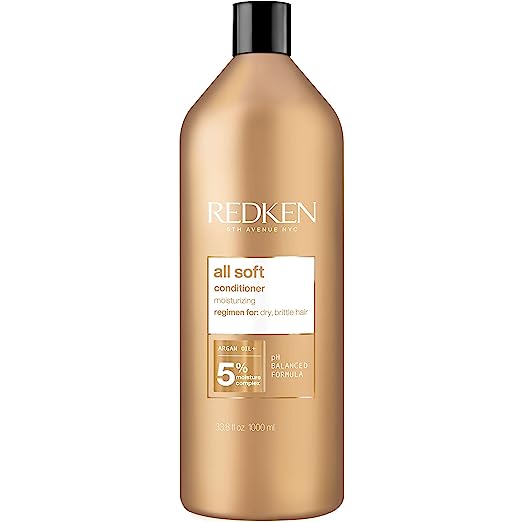 REDKEN
5TH AVENUE NYC
all soft
conditioner
moisturizing
regimen for: dry, brittle hair
ARGAN OIL+
5% moisture complex
pH
BALANCED
FORMULA
33.8 fl oz. 1000 ml